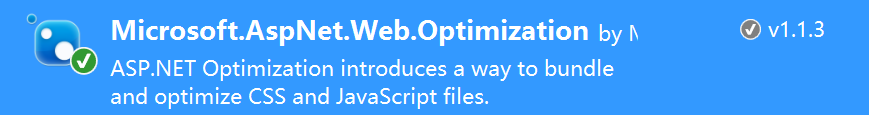 Microsoft.AspNet.Web.Optimization by
v1.1.3
ASP.NET Optimization introduces a way to bundle
and optimize CSS and JavaScript files.